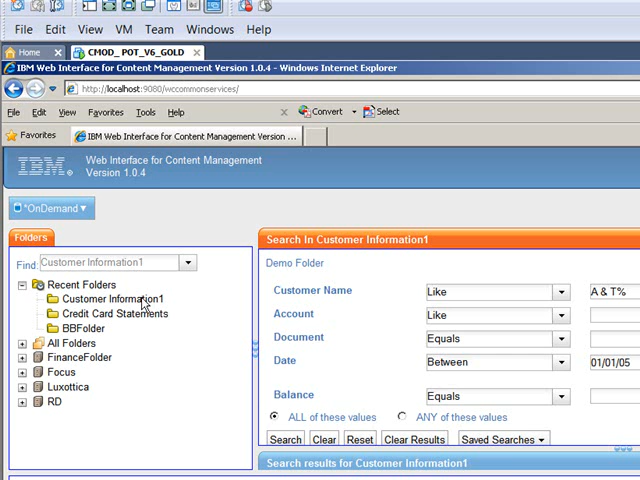 File Edit View VM Team Windows Help
Home CMOD_ POT_V6_GOLD
IBM Web Interface for Content Management Version 1.0.4 - Windows Internet Explorer
http://localhost:9080/wccommonservices/
File Edit View Favorites Tools Help Convert Select
Favorites IBM Web Interface for Content Management Version ...
IBM Web Interface for Content Management
Version 1.0.4
*OnDemand
Folders
Search In Customer Information1
Find: Customer Information1
Demo Folder
Recent Folders
Customer Information1
Credit Card Statements
BBFolder
All Folders
FinanceFolder
Focus
Luxottica
RD
Customer Name Like A & T%
Account Like
Document Equals
Date Between 01/01/05
Balance Equals
ALL of these values ANY of these values
Search Clear Reset Clear Results Saved Searches
Search results for Customer Information1